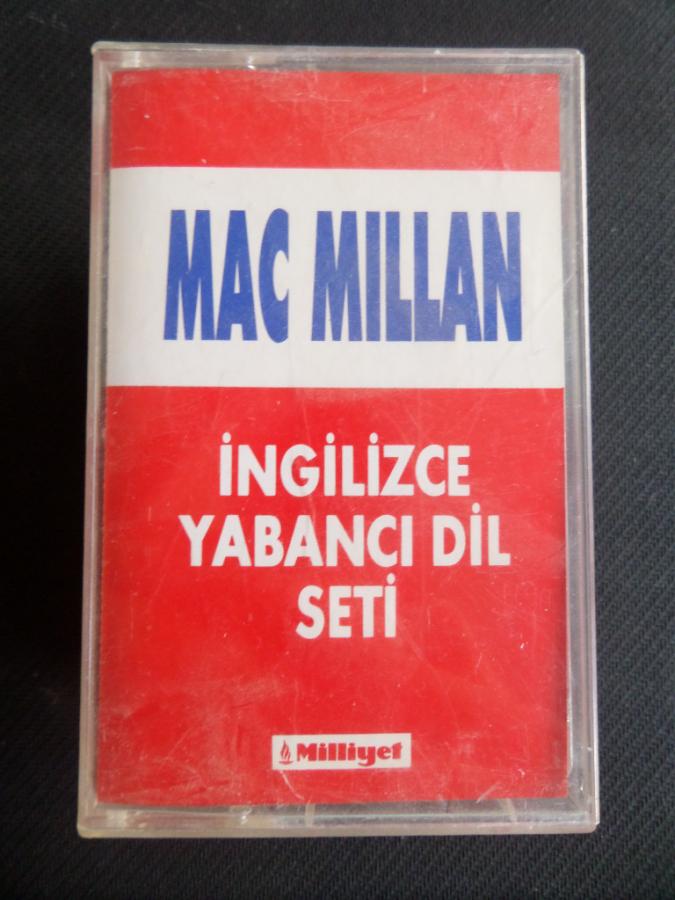 MAC MILLAN
İNGİLİZCE
YABANCI DİL
SETİ
Milliyet